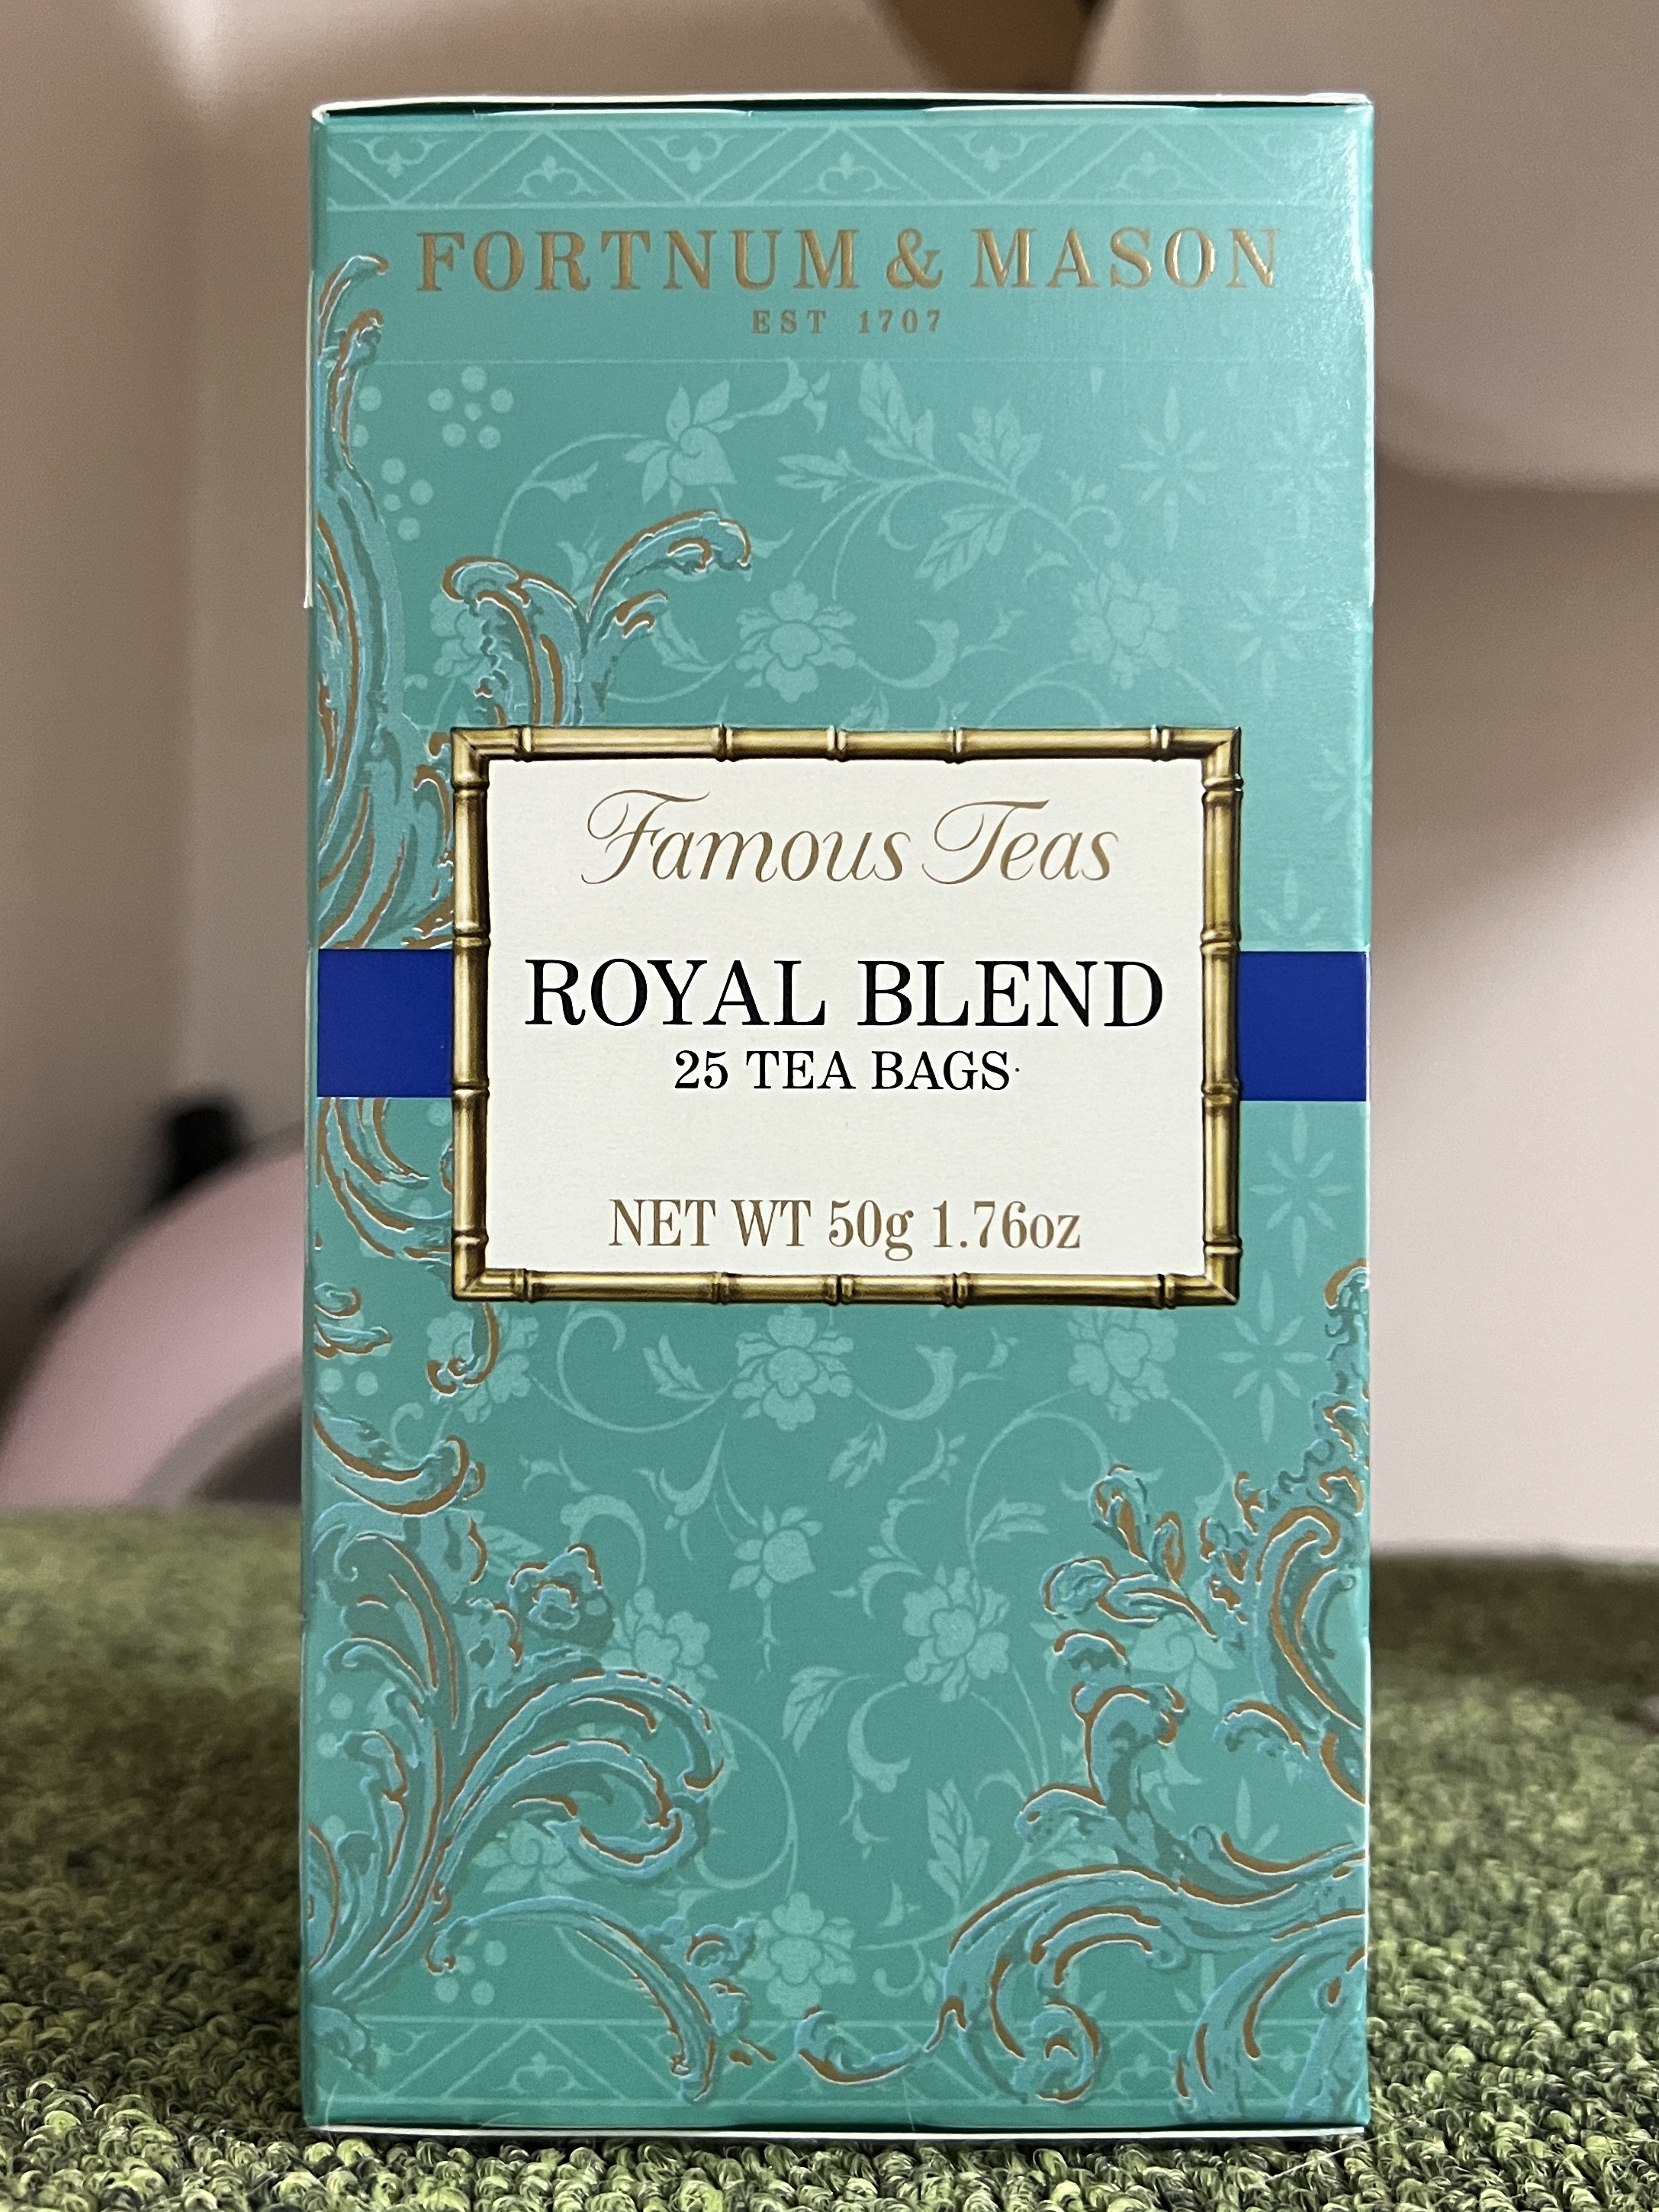 FORTNUM & MASON
EST 1707
Famous Teas
ROYAL BLEND
25 TEA BAGS
NET WT 50g 1.76oz